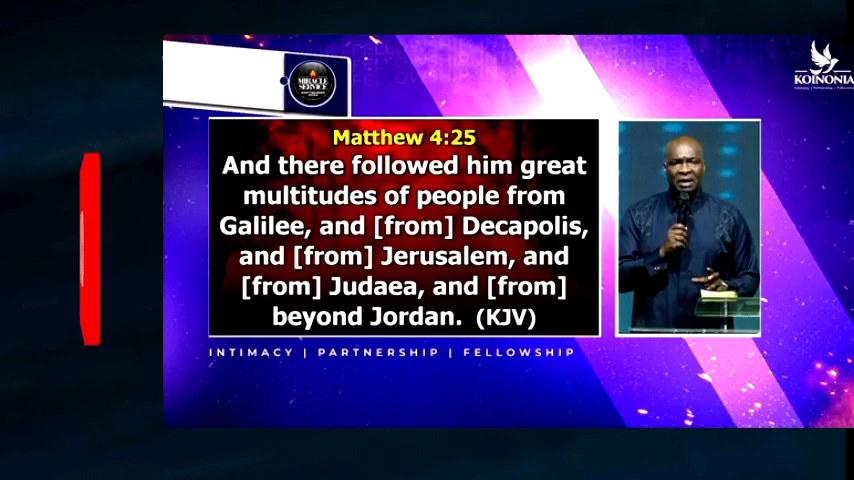 MIRACLE
SERVICE
KOINONIA
Matthew 4:25
And there followed him great
multitudes of people from
Galilee, and [from] Decapolis,
and [from] Jerusalem, and
[from] Judaea, and [from]
beyond Jordan. (KJV)
INTIMACY | PARTNERSHIP | FELLOWSHIP